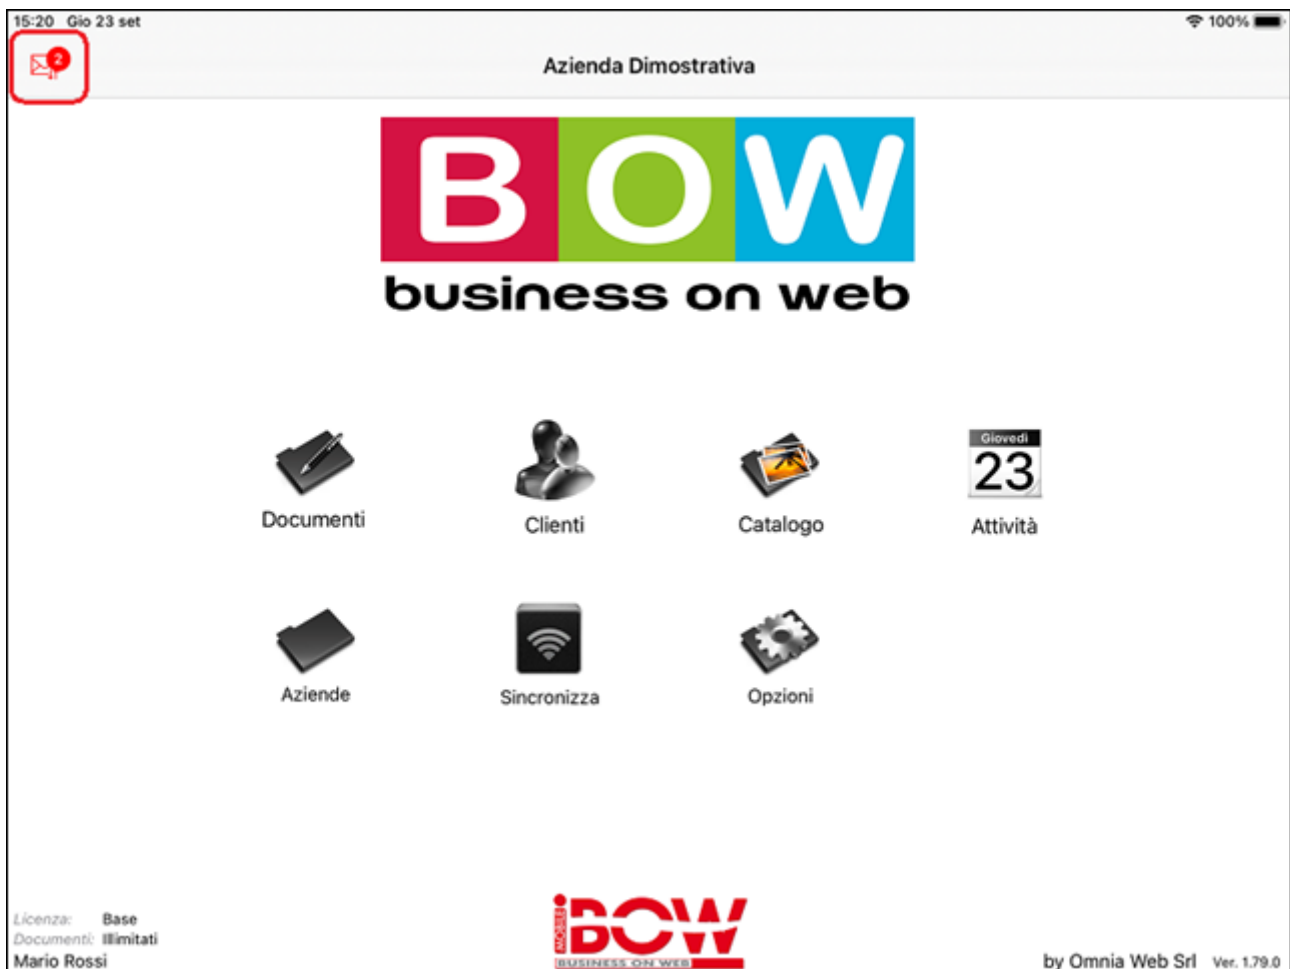 15:20 Gio 23 set
100%
2
Azienda Dimostrativa
BOW
business on web
Giovedì
23
Documenti
Clienti
Catalogo
Attività
Aziende
Sincronizza
Opzioni
Licenza: Base
Documenti: Illimitati
Mario Rossi
MOBILE
iBOW
BUSINESS ON WEB
by Omnia Web Srl Ver. 1.79.0